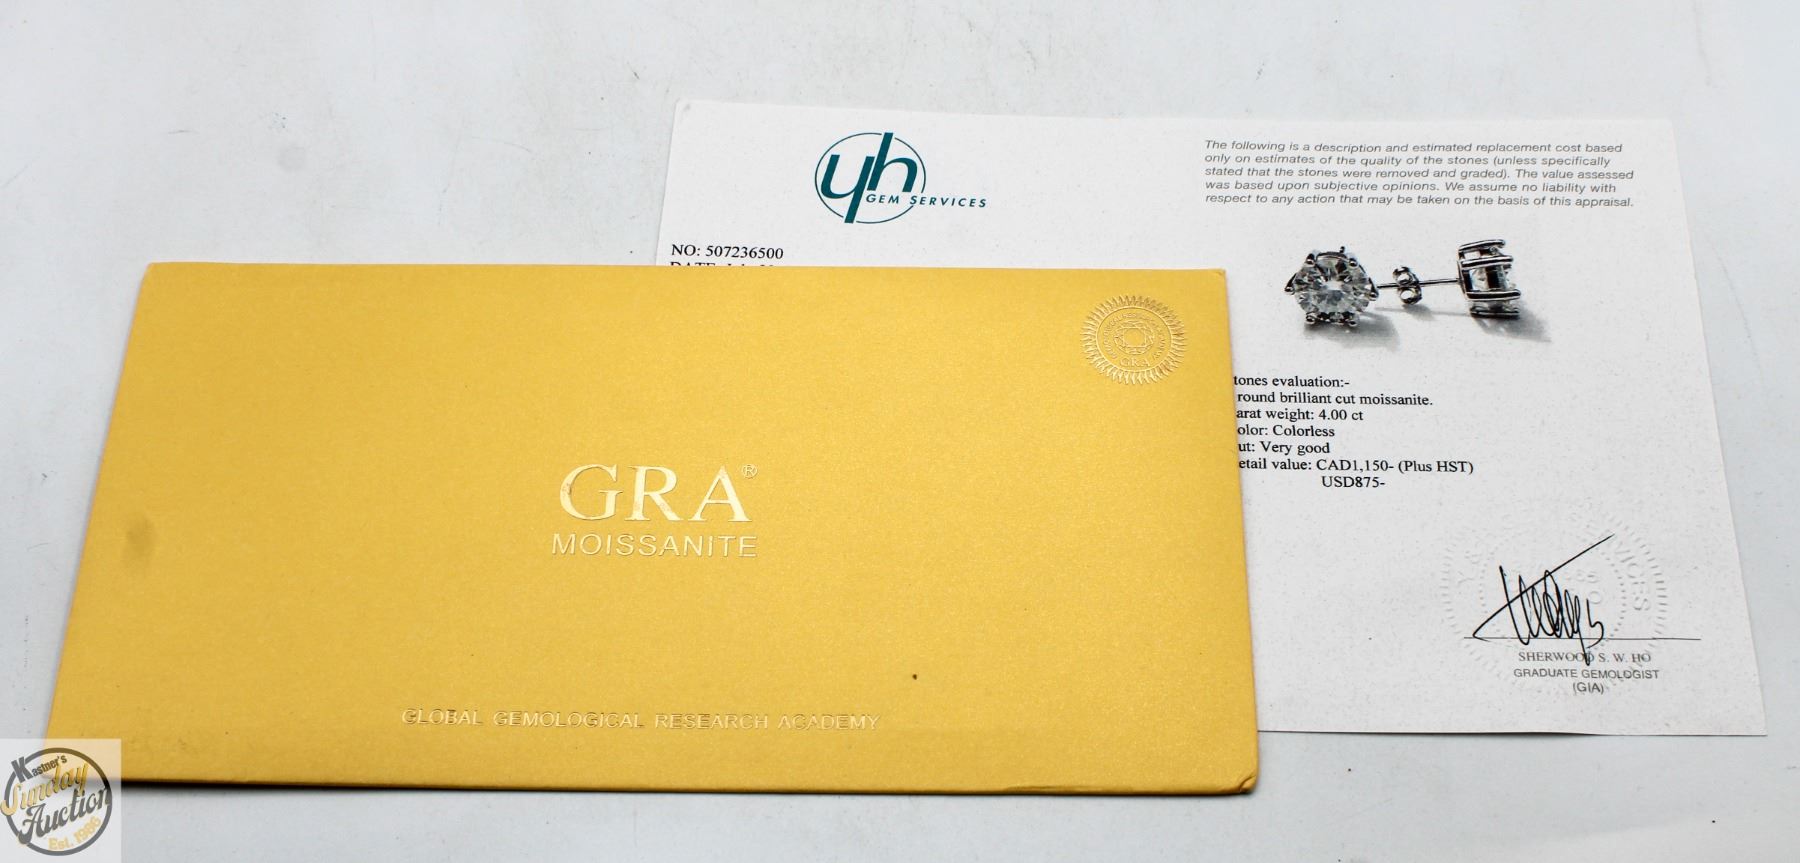 yh
GEM SERVICES
The following is a description and estimated replacement cost based
only on estimates of the quality of the stones (unless specifically
stated that the stones were removed and graded). The value assessed
was based upon subjective opinions. We assume no liability with
respect to any action that may be taken on the basis of this appraisal.
NO: 507236500
tones evaluation:-
round brilliant cut moissanite.
arat weight: 4.00 ct
olor: Colorless
ut: Very good
etail value: CAD1,150- (Plus HST)
USD875-
SHERWOOD S. W. HO
GRADUATE GEMOLOGIST
(GIA)
GRA
GRA®
MOISSANITE
GLOBAL GEMOLOGICAL RESEARCH ACADEMY
Kastner's
Sunday
Auction
Est. 1986